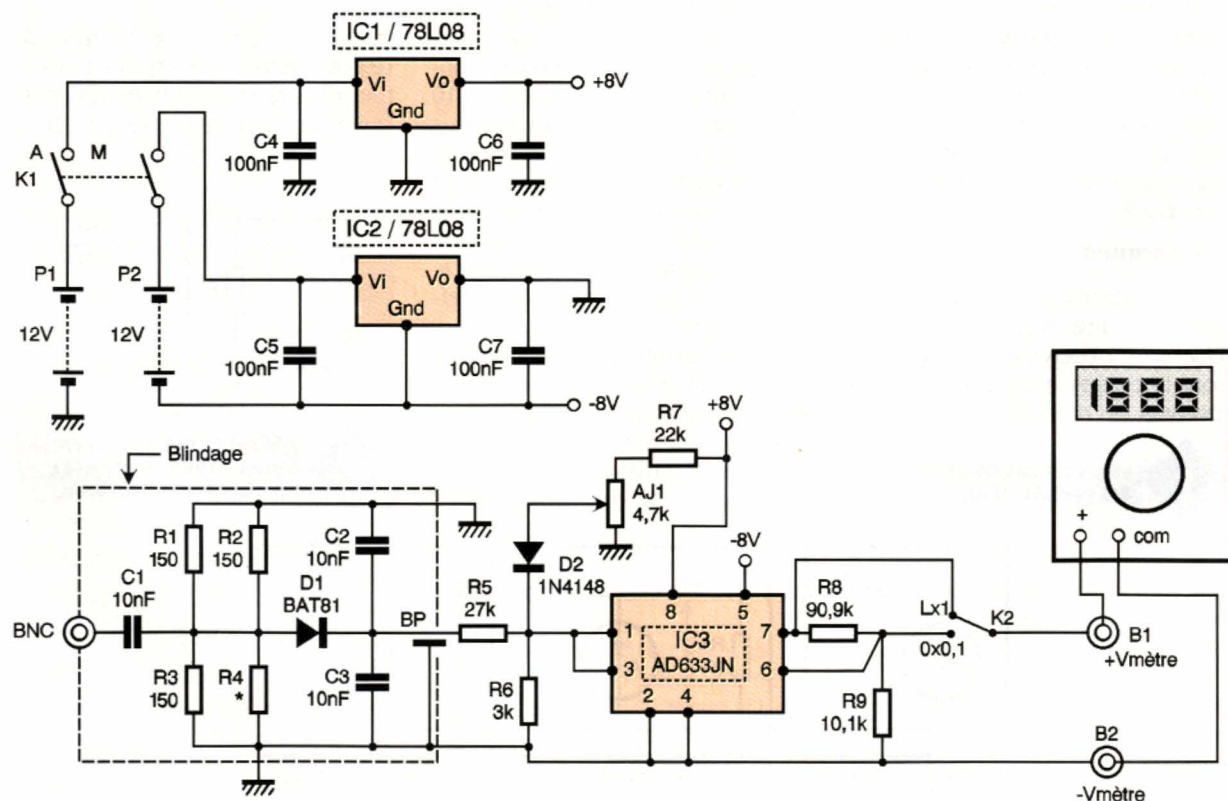 IC1 / 78L08
Vi
Vo
Gnd
+8V
A
M
K1
C4
100nF
C6
100nF
IC2 / 78L08
P1
P2
Vi
Vo
Gnd
12V
12V
C5
100nF
C7
100nF
-8V
Blindage
R7
22k
+8V
1888
AJ1
4,7k
+
com
R1
150
R2
150
C2
10nF
D2
1N4148
-8V
C1
10nF
D1
BAT81
BP
R5
27k
8
5
R8
90,9k
Lx1
K2
BNC
1
IC3
7
B1
+Vmètre
3
AD633JN
6
0x0,1
R3
150
R4
*
C3
10nF
R6
3k
2
4
R9
10,1k
B2
-Vmètre